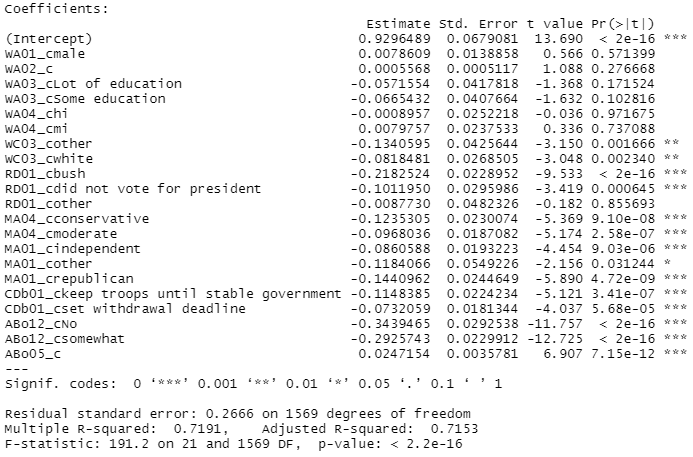 Coefficients:
Estimate Std. Error t value Pr(>|t|)
(Intercept) 0.9296489 0.0679081 13.690 < 2e-16 ***
WA01_cmale 0.0078609 0.0138858 0.566 0.571399
WA02_c 0.0005568 0.0005117 1.088 0.276668
WA03_cLot of education -0.0571554 0.0417818 -1.368 0.171524
WA03_cSome education -0.0665432 0.0407664 -1.632 0.102816
WA04_chi -0.0008957 0.0252218 -0.036 0.971675
WA04_cmi 0.0079757 0.0237533 0.336 0.737088
WC03_cother -0.1340595 0.0425644 -3.150 0.001666 **
WC03_cwhite -0.0818481 0.0268505 -3.048 0.002340 **
RD01_cbush -0.2182524 0.0228952 -9.533 < 2e-16 ***
RD01_cdid not vote for president -0.1011950 0.0295986 -3.419 0.000645 ***
RD01_cother -0.0087730 0.0482326 -0.182 0.855693
MA04_cconservative -0.1235305 0.0230074 -5.369 9.10e-08 ***
MA04_cmoderate -0.0968036 0.0187082 -5.174 2.58e-07 ***
MA01_cindependent -0.0860588 0.0193223 -4.454 9.03e-06 ***
MA01_cother -0.1184066 0.0549226 -2.156 0.031244 *
MA01_crepublican -0.1440962 0.0244649 -5.890 4.72e-09 ***
CDb01_ckeep troops until stable government -0.1148385 0.0224234 -5.121 3.41e-07 ***
CDb01_cset withdrawal deadline -0.0732059 0.0181344 -4.037 5.68e-05 ***
ABo12_cNo -0.3439465 0.0292538 -11.757 < 2e-16 ***
ABo12_csomewhat -0.2925743 0.0229912 -12.725 < 2e-16 ***
ABo05_c 0.0247154 0.0035781 6.907 7.15e-12 ***
---
Signif. codes: 0 ‘***’ 0.001 ‘**’ 0.01 ‘*’ 0.05 ‘.’ 0.1 ‘ ’ 1
Residual standard error: 0.2666 on 1569 degrees of freedom
Multiple R-squared: 0.7191, Adjusted R-squared: 0.7153
F-statistic: 191.2 on 21 and 1569 DF, p-value: < 2.2e-16